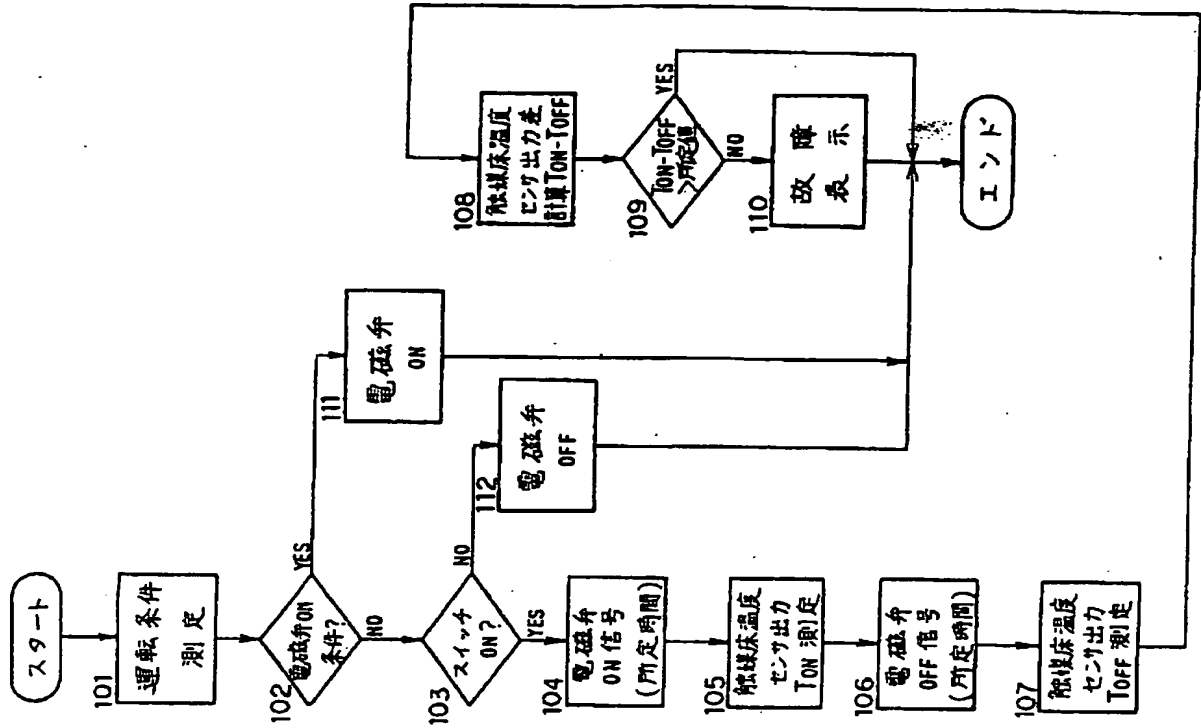 スタート
101
運転条件
測定
102
電磁弁ON
条件?
YES
NO
111
電磁弁
ON
103
スイッチ
ON?
NO
YES
112
電磁弁
OFF
104
電磁弁
ON信号
(所定時間)
105
触媒床温度
センサ出力
TON測定
106
電磁弁
OFF信号
(所定時間)
107
触媒床温度
センサ出力
TOFF測定
108
触媒床温度
センサ出力差
計算TON-TOFF
109
TON-TOFF
>所定値
YES
NO
110
故障
表示
エンド